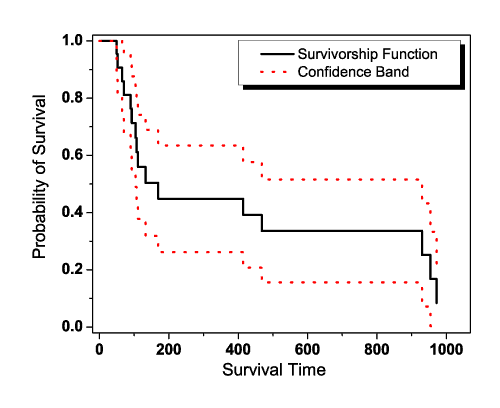 Survivorship Function
Confidence Band
1.0
0.8
0.6
0.4
0.2
0.0
Probability of Survival
0 200 400 600 800 1000
Survival Time